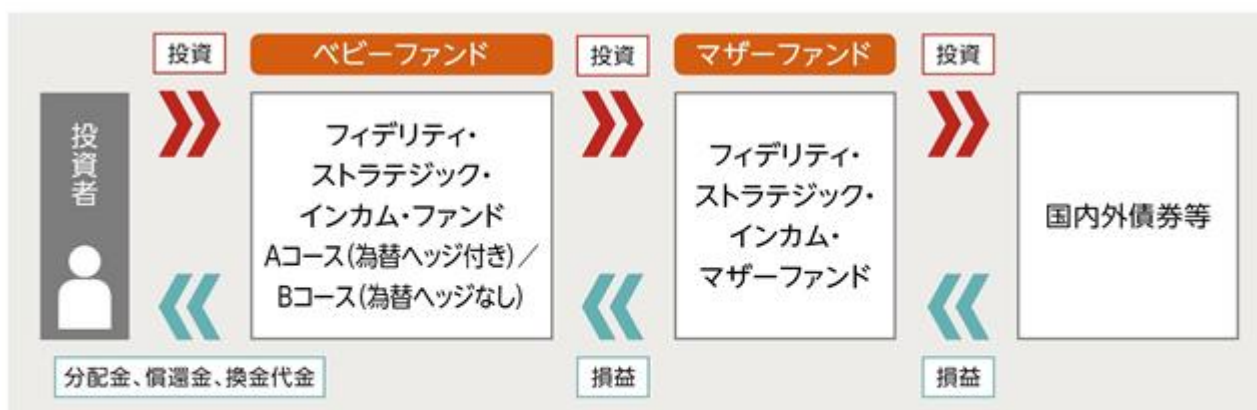 投資
ベビーファンド
投資
マザーファンド
投資
投資者
フィデリティ・
ストラテジック・
インカム・ファンド
Aコース(為替ヘッジ付き)／
Bコース(為替ヘッジなし)
フィデリティ・
ストラテジック・
インカム・
マザーファンド
国内外債券等
分配金、償還金、換金代金
損益
損益